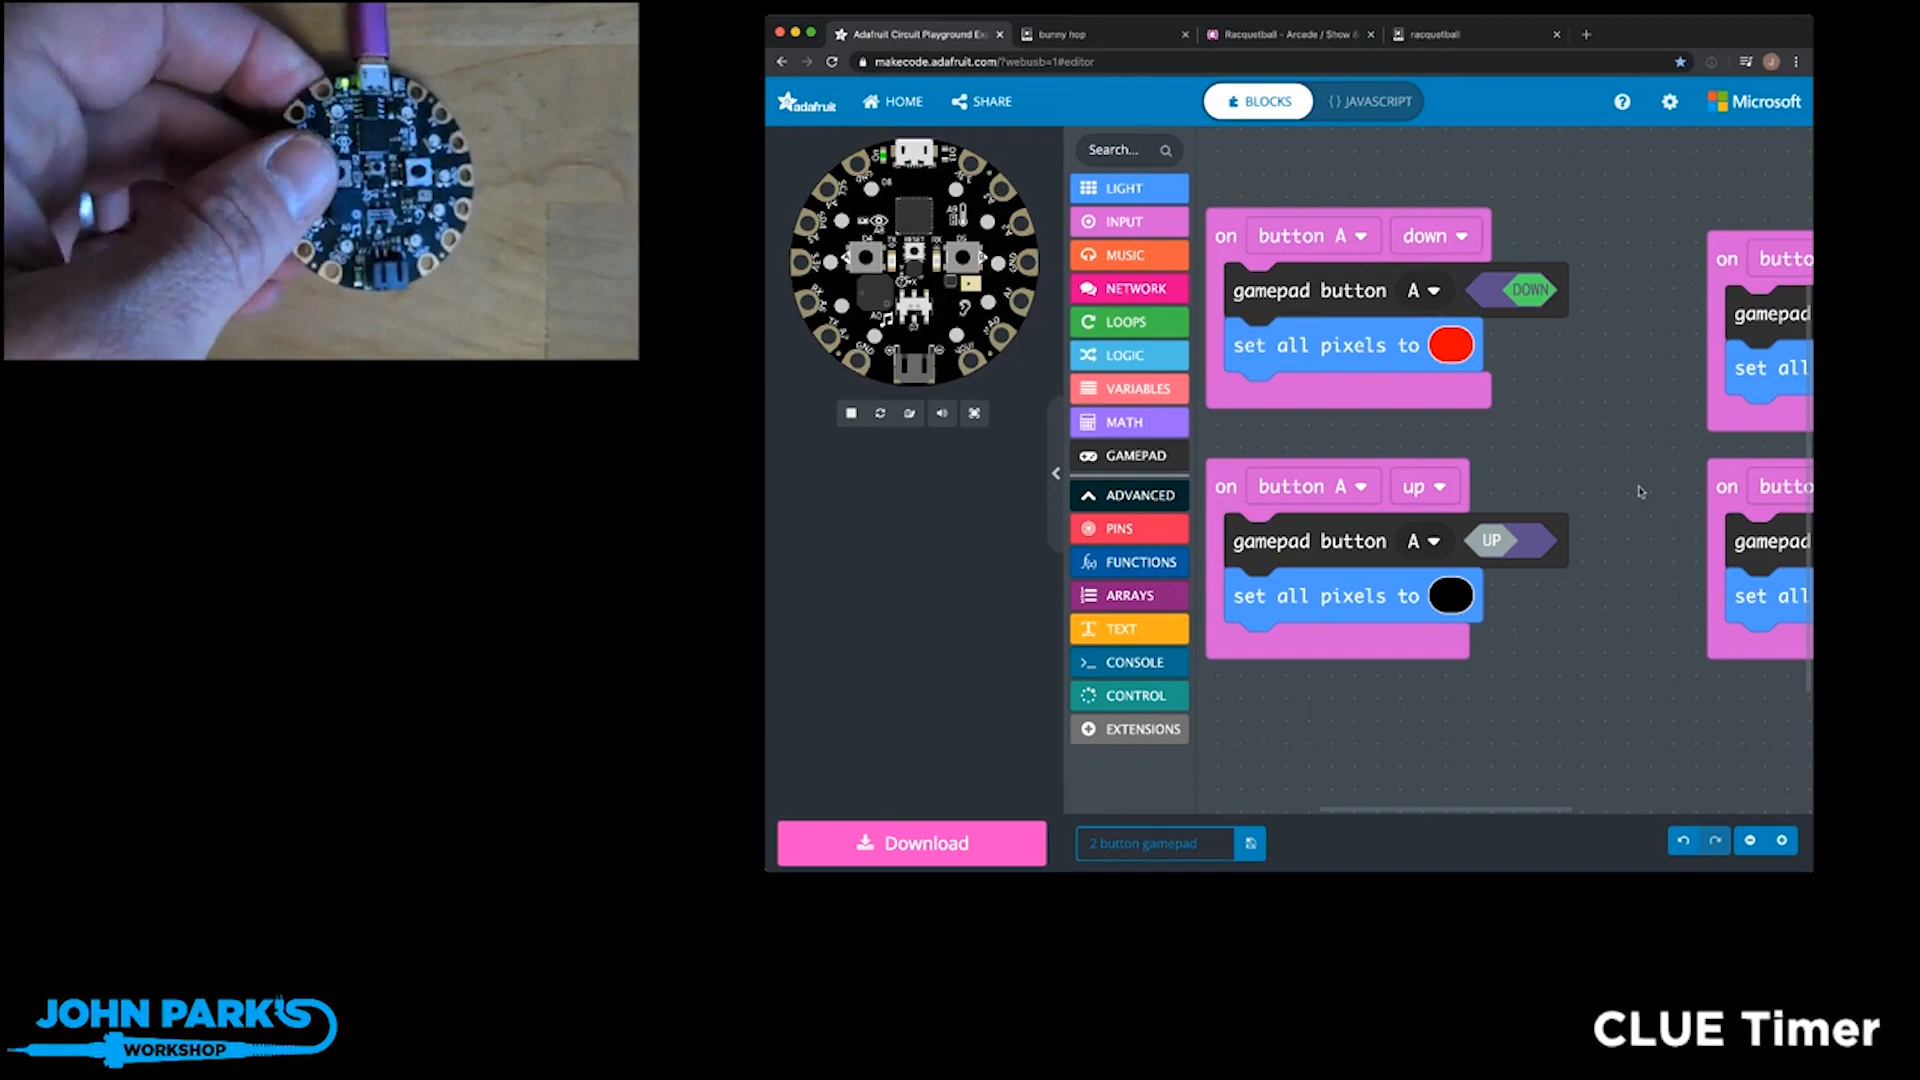 Adafruit Circuit Playground Ex
bunny hop
Racquetball - Arcade / Show &
racquetball
makecode.adafruit.com/?webusb=1#editor
adafruit
HOME
SHARE
BLOCKS
{} JAVASCRIPT
Microsoft
Search...
LIGHT
INPUT
MUSIC
NETWORK
LOOPS
LOGIC
VARIABLES
MATH
GAMEPAD
ADVANCED
PINS
FUNCTIONS
ARRAYS
TEXT
CONSOLE
CONTROL
EXTENSIONS
on button A down
gamepad button A DOWN
set all pixels to
on button A up
gamepad button A UP
set all pixels to
on butto
gamepad
set all
on butto
gamepad
set all
Download
2 button gamepad
JOHN PARK'S
WORKSHOP
CLUE Timer